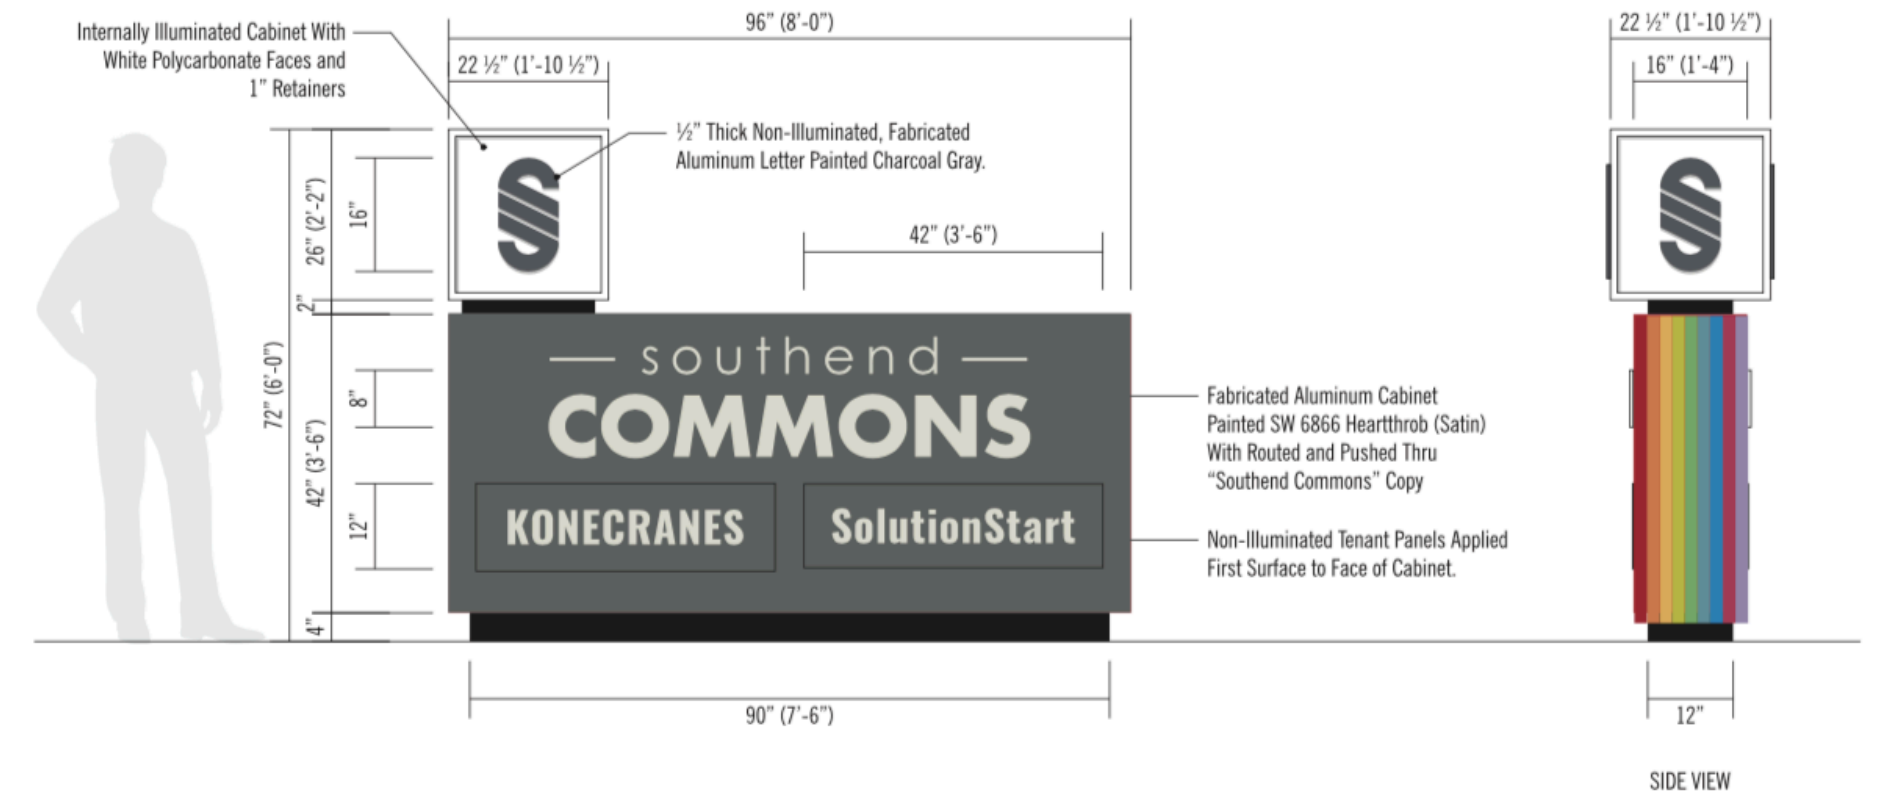 Internally Illuminated Cabinet With
White Polycarbonate Faces and
1” Retainers
96” (8’-0”)
22 ½” (1’-10 ½”)
½” Thick Non-Illuminated, Fabricated
Aluminum Letter Painted Charcoal Gray.
42” (3’-6”)
26” (2’-2”)
16”
2”
72” (6’-0”)
42” (3’-6”)
8”
12”
4”
southend
COMMONS
KONECRANES
SolutionStart
90” (7’-6”)
Fabricated Aluminum Cabinet
Painted SW 6866 Heartthrob (Satin)
With Routed and Pushed Thru
“Southend Commons” Copy
Non-Illuminated Tenant Panels Applied
First Surface to Face of Cabinet.
22 ½” (1’-10 ½”)
16” (1’-4”)
S
S
12”
SIDE VIEW